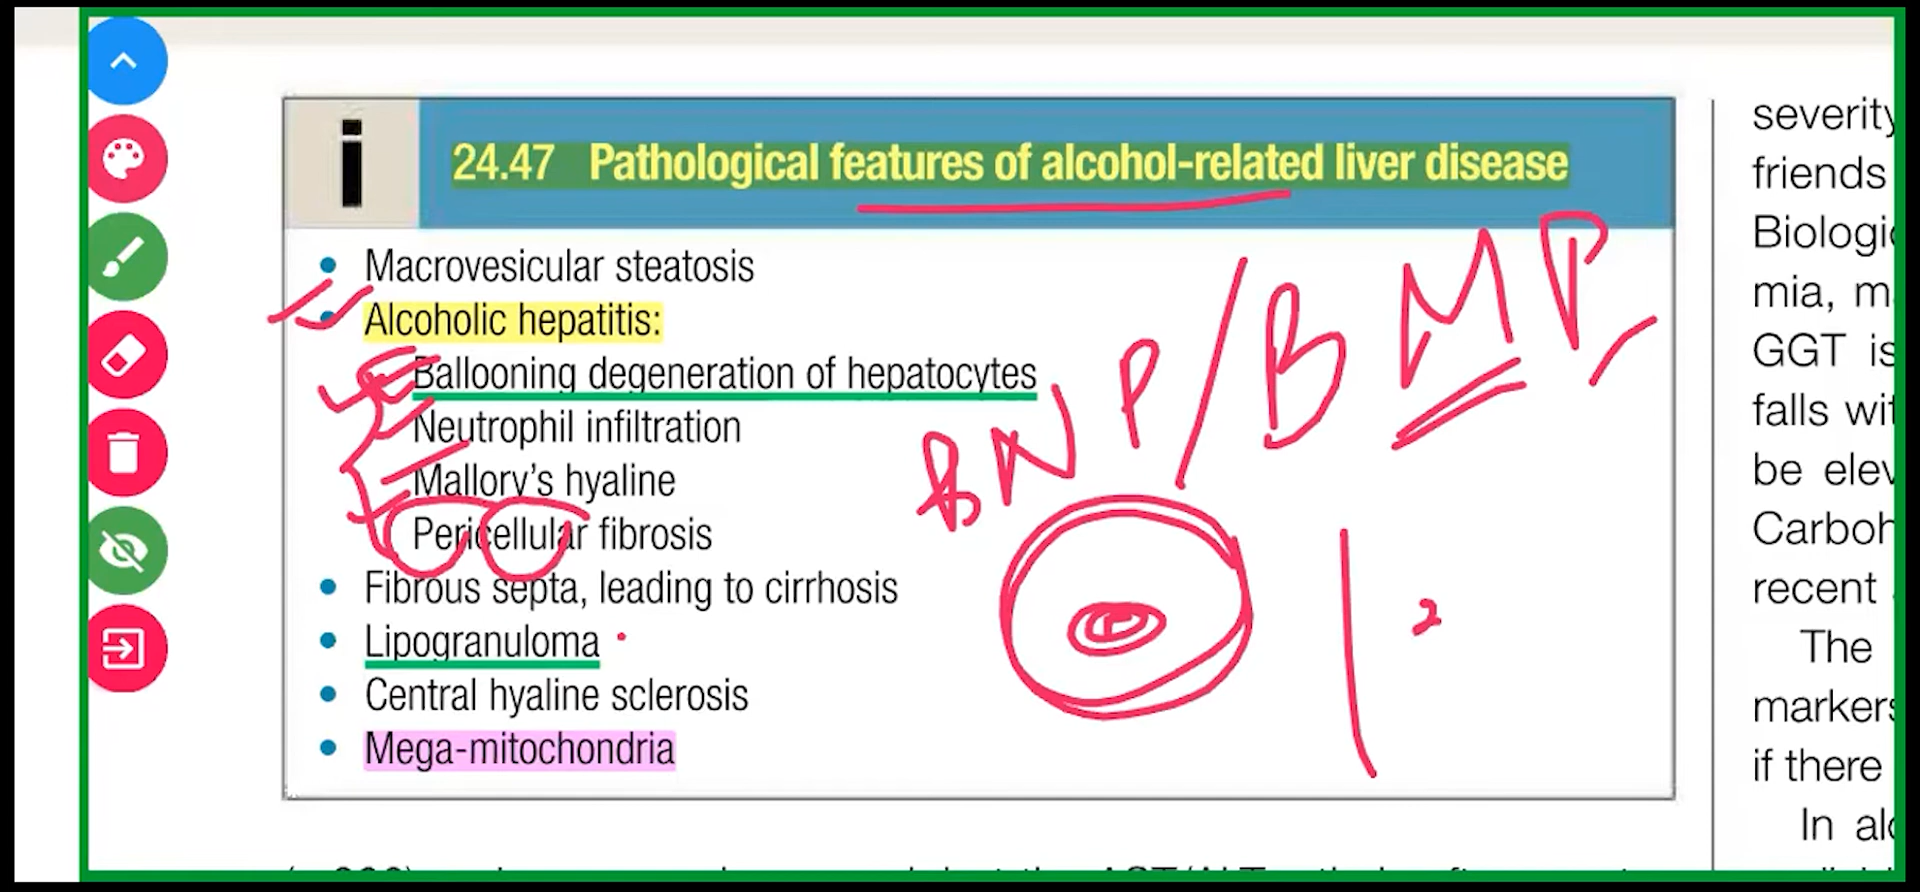 i
24.47 Pathological features of alcohol-related liver disease
• Macrovesicular steatosis
• Alcoholic hepatitis:
Ballooning degeneration of hepatocytes
Neutrophil infiltration
Mallory's hyaline
Pericellular fibrosis
• Fibrous septa, leading to cirrhosis
• Lipogranuloma
• Central hyaline sclerosis
• Mega-mitochondria
BNP/BMP
severity
friends
Biologi
mia, m
GGT is
falls wi
be elev
Carboh
recent
The
markers
if there
In al